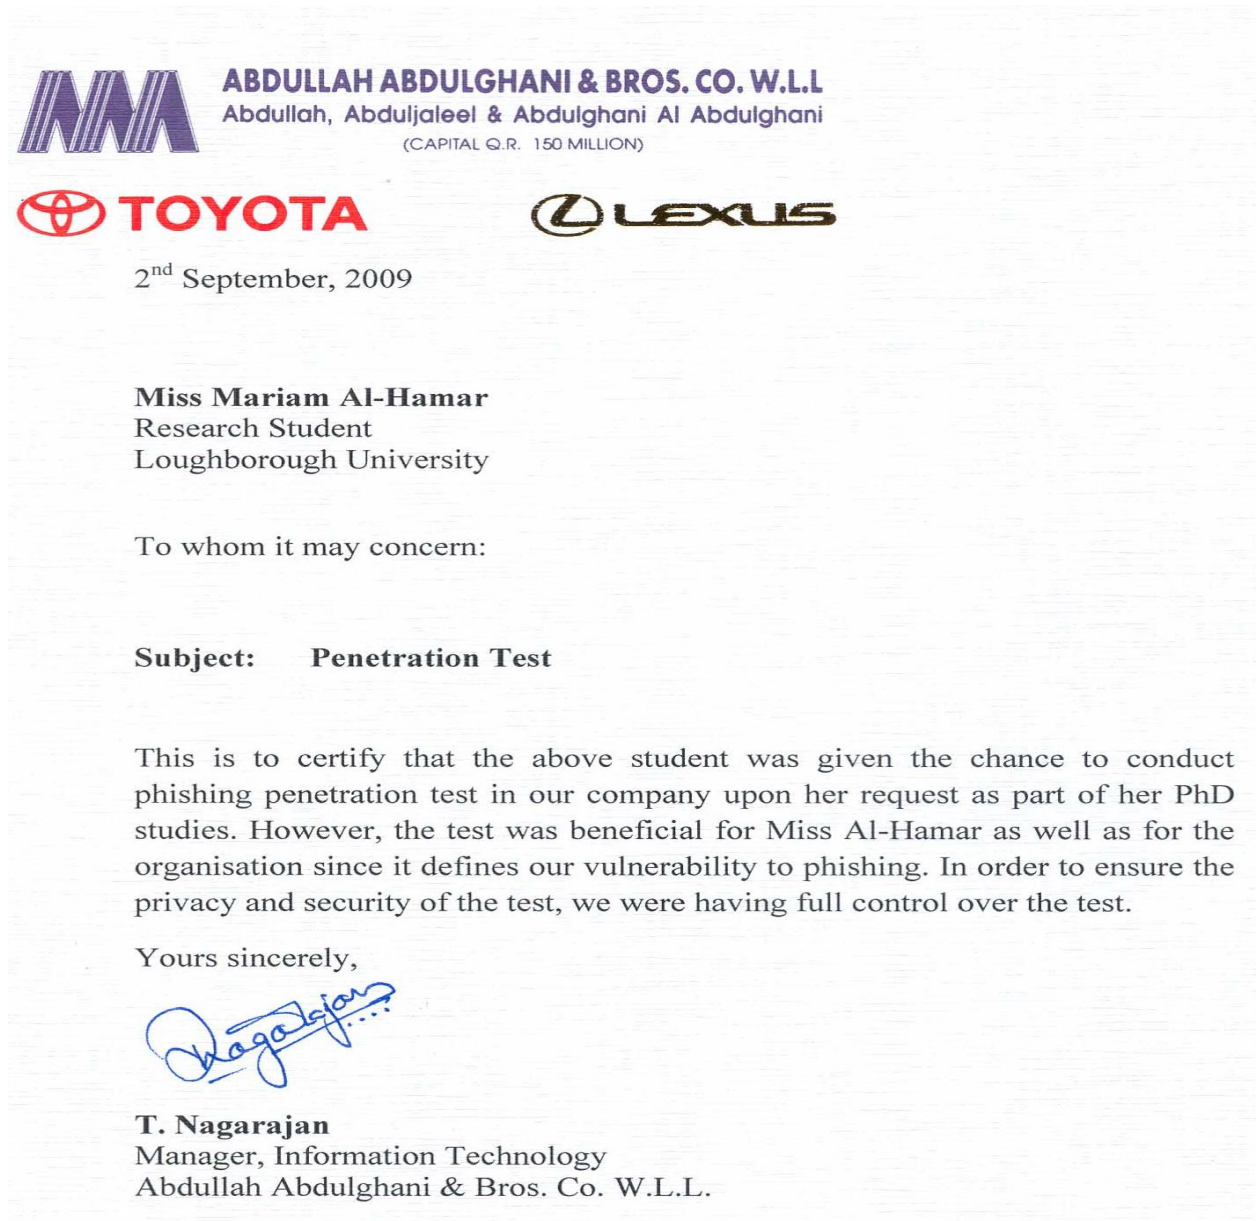 ABDULLAH ABDULGHANI & BROS. CO. W.L.L
Abdullah, Abduljaleel & Abdulghani Al Abdulghani
(CAPITAL Q.R. 150 MILLION)
TOYOTA LEXUS
2nd September, 2009
Miss Mariam Al-Hamar
Research Student
Loughborough University
To whom it may concern:
Subject: Penetration Test
This is to certify that the above student was given the chance to conduct
phishing penetration test in our company upon her request as part of her PhD
studies. However, the test was beneficial for Miss Al-Hamar as well as for the
organisation since it defines our vulnerability to phishing. In order to ensure the
privacy and security of the test, we were having full control over the test.
Yours sincerely,
Nagarajan
T. Nagarajan
Manager, Information Technology
Abdullah Abdulghani & Bros. Co. W.L.L.